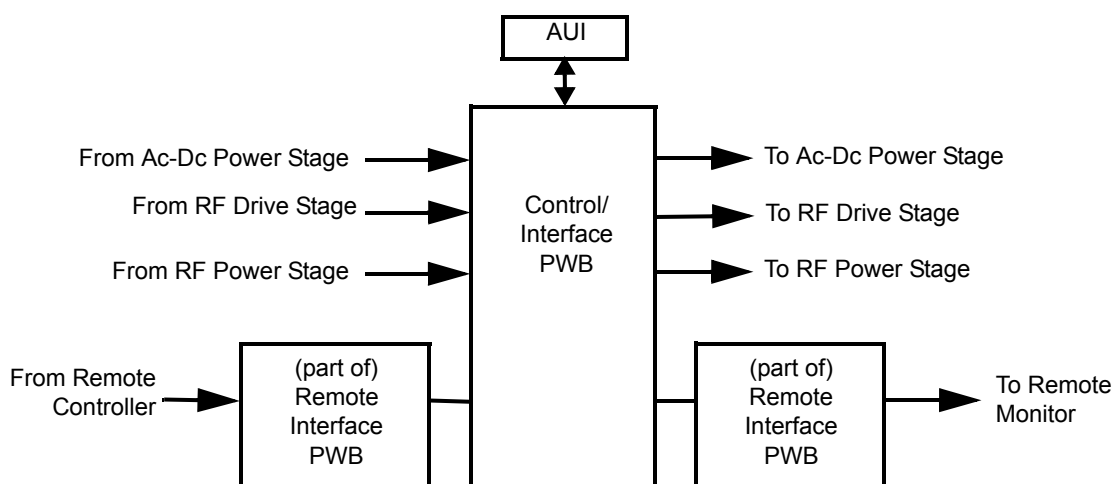 AUI
From Ac-Dc Power Stage
From RF Drive Stage
From RF Power Stage
Control/
Interface
PWB
To Ac-Dc Power Stage
To RF Drive Stage
To RF Power Stage
From Remote
Controller
(part of)
Remote
Interface
PWB
(part of)
Remote
Interface
PWB
To Remote
Monitor